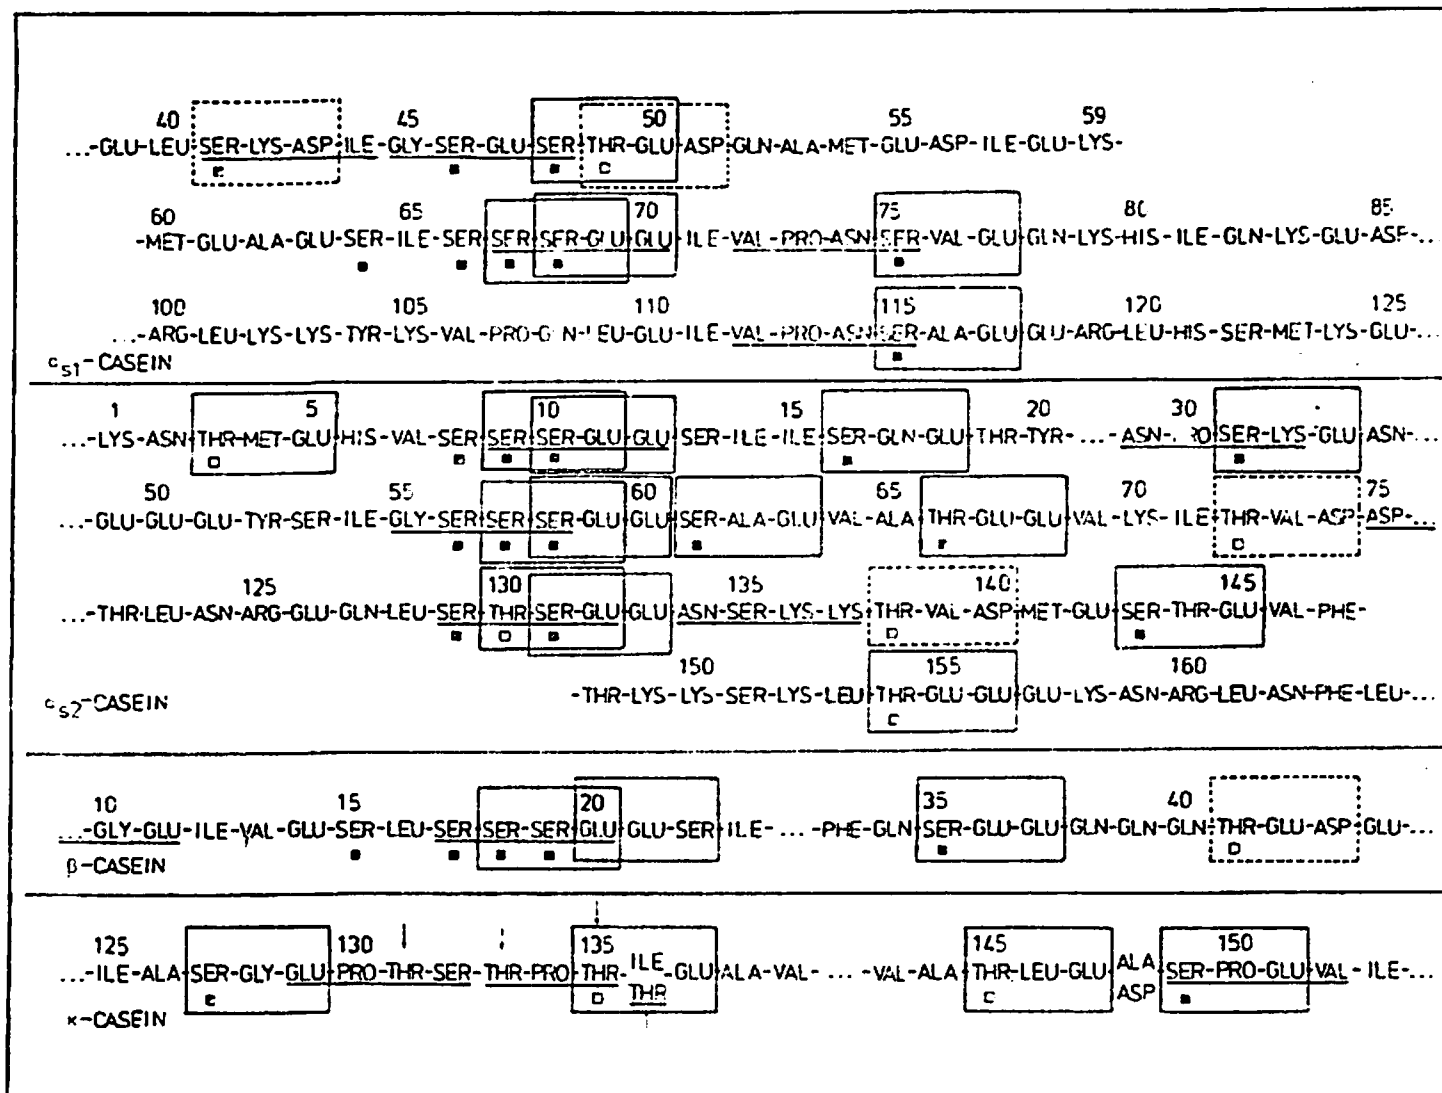 40 45 50 55 59
...-GLU-LEU-SER-LYS-ASP-ILE-GLY-SER-GLU-SER-THR-GLU-ASP-GLN-ALA-MET-GLU-ASP-ILE-GLU-LYS-
60 65 70 75 80 85
-MET-GLU-ALA-GLU-SER-ILE-SER-SER-SER-GLU-GLU-ILE-VAL-PRO-ASN-SER-VAL-GLU-GLN-LYS-HIS-ILE-GLN-LYS-GLU-ASP-...
100 105 110 115 120 125
...-ARG-LEU-LYS-LYS-TYR-LYS-VAL-PRO-GLN-LEU-GLU-ILE-VAL-PRO-ASN-SER-ALA-GLU-GLU-ARG-LEU-HIS-SER-MET-LYS-GLU-...
αS1-CASEIN
1 5 10 15 20 30
...-LYS-ASN-THR-MET-GLU-HIS-VAL-SER-SER-SER-GLU-GLU-SER-ILE-ILE-SER-GLN-GLU-THR-TYR-...-ASN-PRO-SER-LYS-GLU-ASN-...
50 55 60 65 70 75
...-GLU-GLU-GLU-TYR-SER-ILE-GLY-SER-SER-SER-GLU-GLU-SER-ALA-GLU-VAL-ALA-THR-GLU-GLU-VAL-LYS-ILE-THR-VAL-ASP-ASP-...
125 130 135 140 145
...-THR-LEU-ASN-ARG-GLU-GLN-LEU-SER-THR-SER-GLU-GLU-ASN-SER-LYS-LYS-THR-VAL-ASP-MET-GLU-SER-THR-GLU-VAL-PHE-
150 155 160
-THR-LYS-LYS-SER-LYS-LEU-THR-GLU-GLU-GLU-LYS-ASN-ARG-LEU-ASN-PHE-LEU-...
αS2-CASEIN
10 15 20 35 40
...-GLY-GLU-ILE-VAL-GLU-SER-LEU-SER-SER-SER-GLU-GLU-SER-ILE-...-PHE-GLN-SER-GLU-GLU-GLN-GLN-GLN-THR-GLU-ASP-GLU-...
β-CASEIN
125 130 135 145 150
...-ILE-ALA-SER-GLY-GLU-PRO-THR-SER-THR-PRO-THR-ILE-GLU-ALA-VAL-...-VAL-ALA-THR-LEU-GLU-ALA-SER-PRO-GLU-VAL-ILE-...
THR ASP
κ-CASEIN